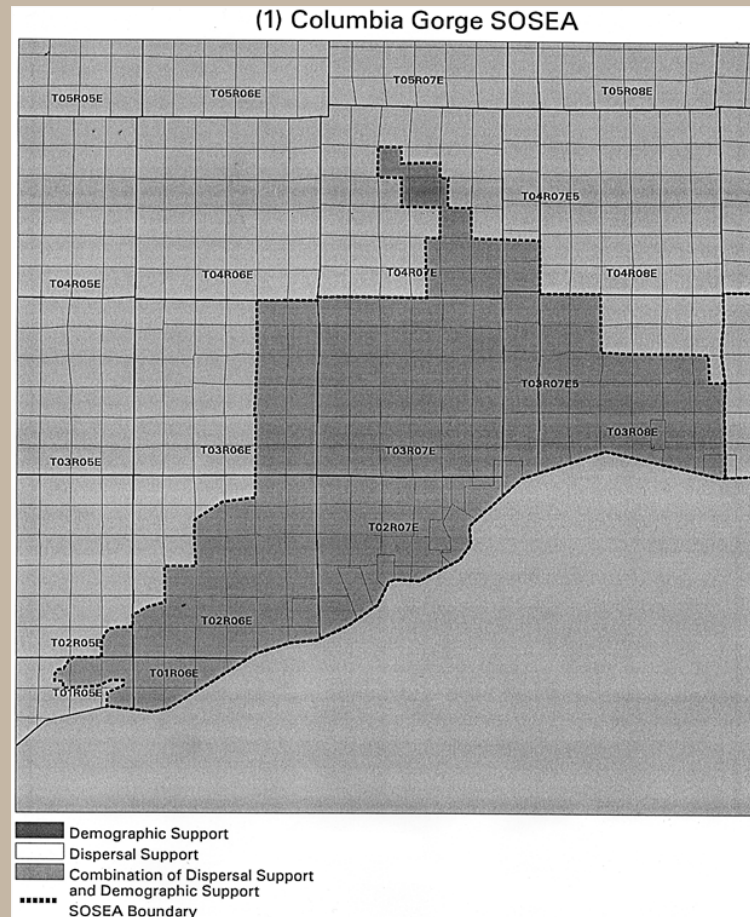 (1) Columbia Gorge SOSEA
T05R05E
T05R06E
T05R07E
T05R08E
T04R07E5
T04R05E
T04R06E
T04R07E
T04R08E
T03R07E5
T03R05E
T03R06E
T03R07E
T03R08E
T02R07E
T02R05E
T02R06E
T01R05E
T01R06E
Demographic Support
Dispersal Support
Combination of Dispersal Support
and Demographic Support
SOSEA Boundary